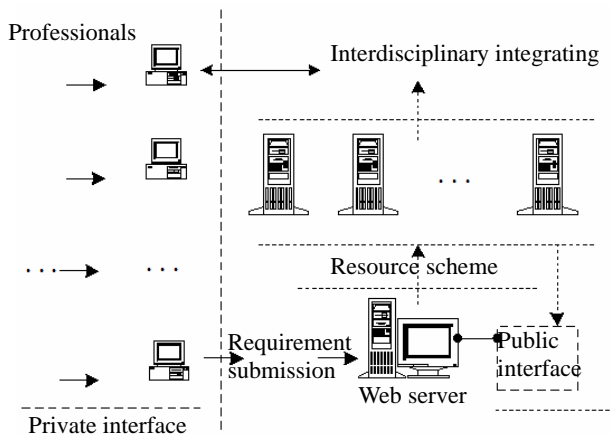 Professionals
Interdisciplinary integrating
. . .
. . .
. . .
Resource scheme
Requirement
submission
Public
interface
Web server
Private interface